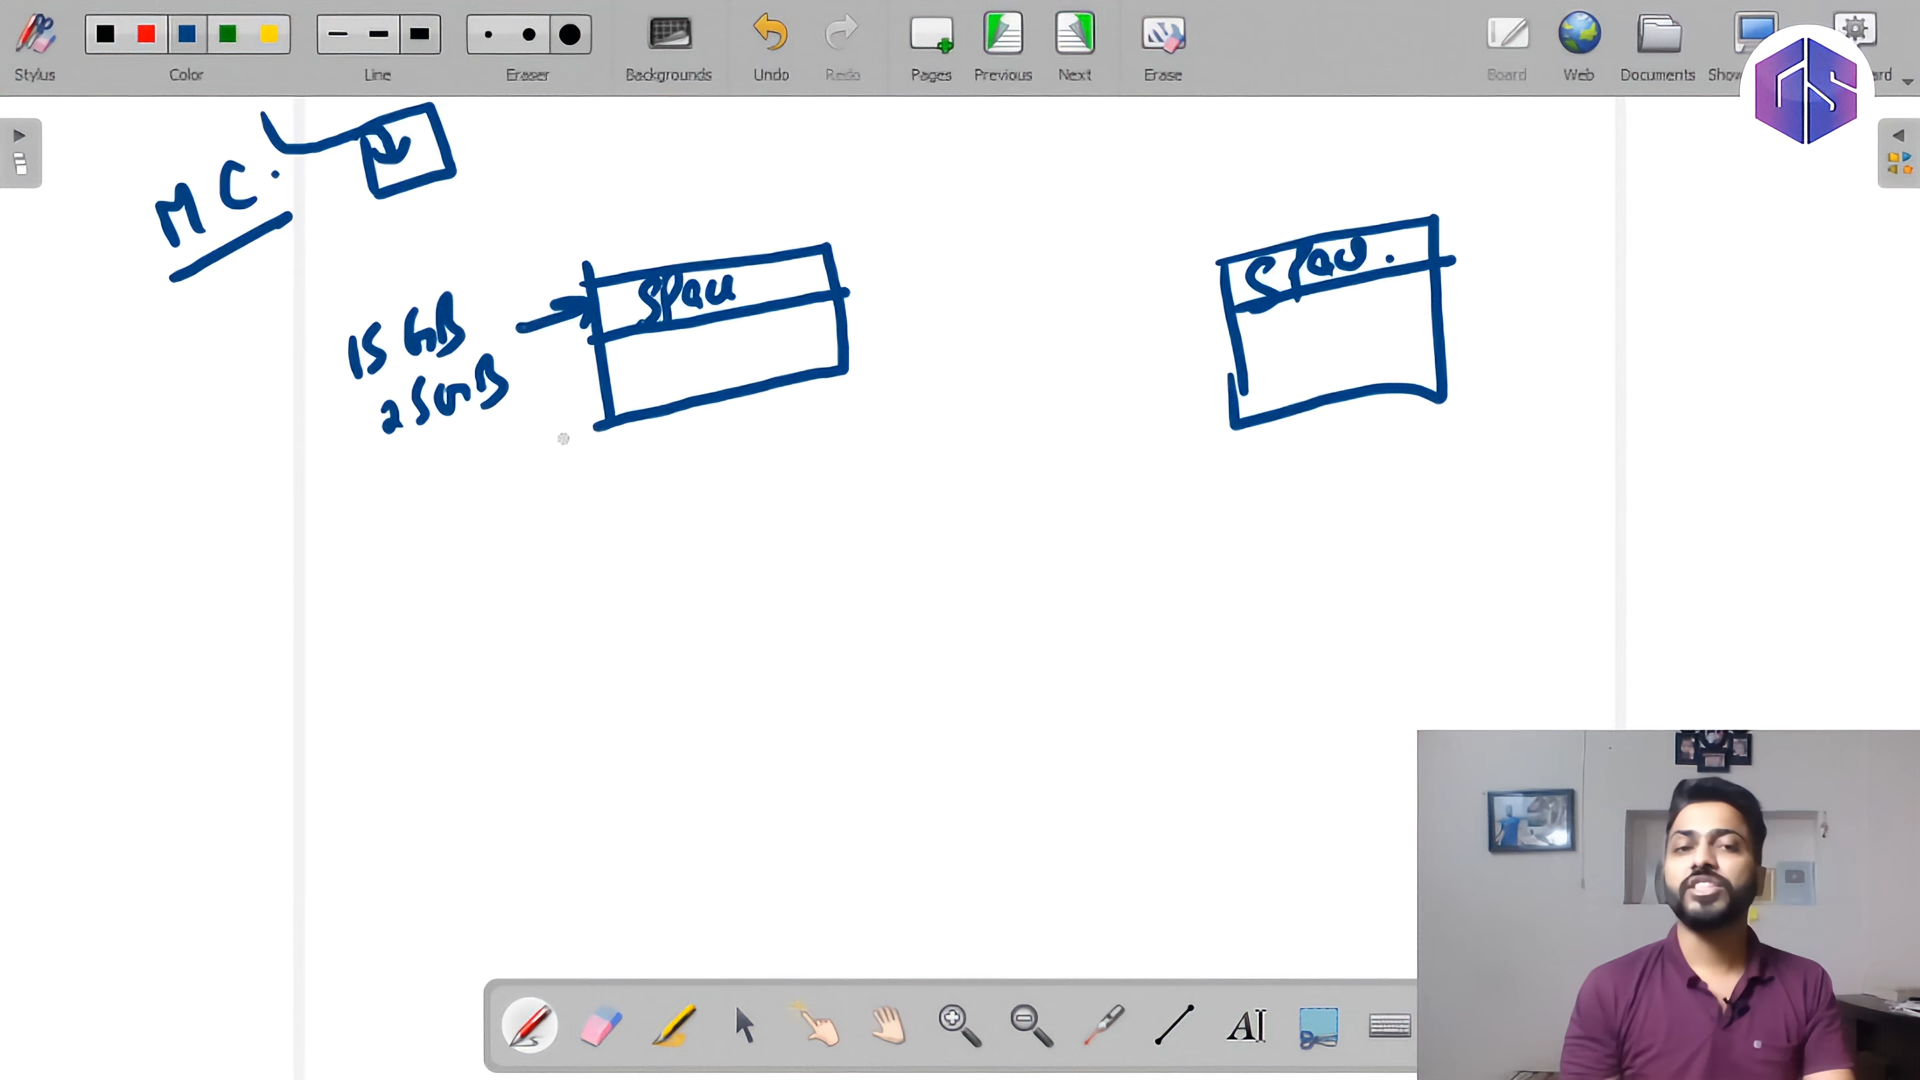 Stylus
Color
Line
Eraser
Backgrounds
Undo
Redo
Pages
Previous
Next
Erase
Board
Web
Documents
MC.
Space
Space.
15 GB
25 GB